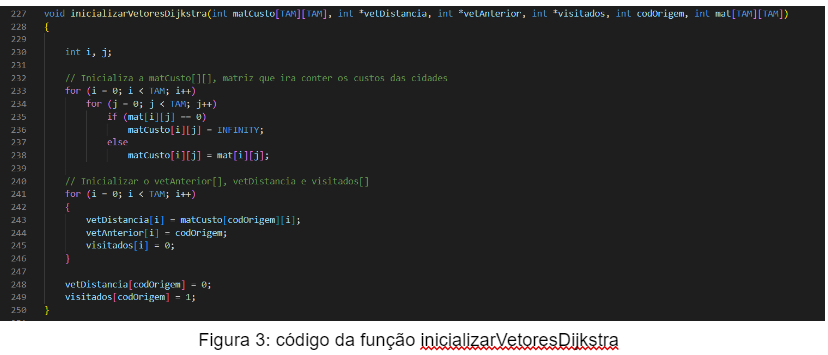 227 void inicializarVetoresDijkstra(int matCusto[TAM][TAM], int *vetDistancia, int *vetAnterior, int *visitados, int codOrigem, int mat[TAM][TAM])
228 {
229
230 int i, j;
231
232 // Inicializa a matCusto[][], matriz que ira conter os custos das cidades
233 for (i = 0; i < TAM; i++)
234 for (j = 0; j < TAM; j++)
235 if (mat[i][j] == 0)
236 matCusto[i][j] = INFINITY;
237 else
238 matCusto[i][j] = mat[i][j];
239
240 // Inicializar o vetAnterior[], vetDistancia e visitados[]
241 for (i = 0; i < TAM; i++)
242 {
243 vetDistancia[i] = matCusto[codOrigem][i];
244 vetAnterior[i] = codOrigem;
245 visitados[i] = 0;
246 }
247
248 vetDistancia[codOrigem] = 0;
249 visitados[codOrigem] = 1;
250 }
Figura 3: código da função inicializarVetoresDijkstra